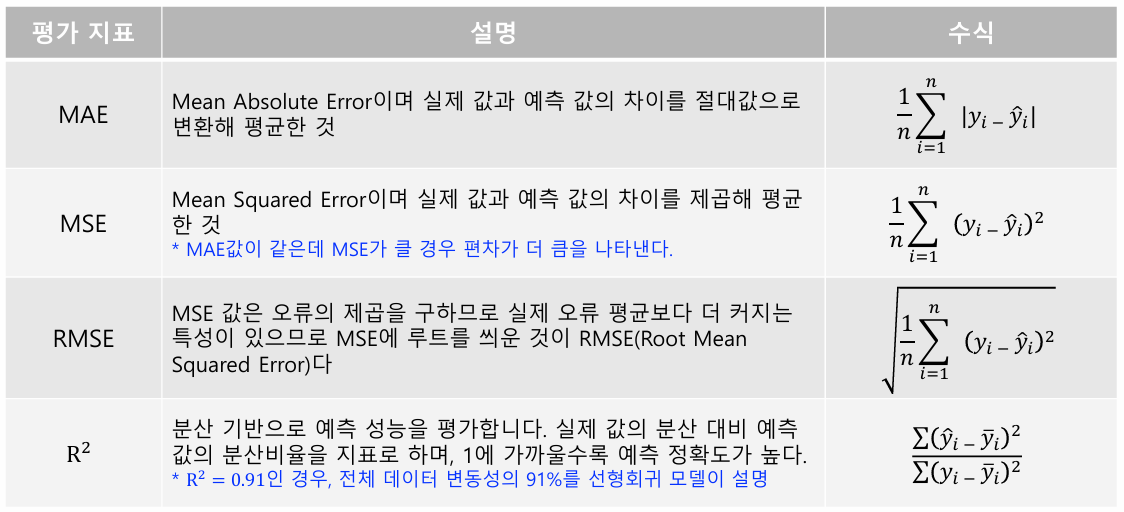 평가 지표 설명 수식
MAE
Mean Absolute Error이며 실제 값과 예측 값의 차이를 절대값으로
변환해 평균한 것
$\frac{1}{n}\sum_{i=1}^{n} |y_{i-}\hat{y}_i|$
MSE
Mean Squared Error이며 실제 값과 예측 값의 차이를 제곱해 평균
한 것
* MAE값이 같은데 MSE가 클 경우 편차가 더 큼을 나타낸다.
$\frac{1}{n}\sum_{i=1}^{n} (y_{i-}\hat{y}_i)^2$
RMSE
MSE 값은 오류의 제곱을 구하므로 실제 오류 평균보다 더 커지는
특성이 있으므로 MSE에 루트를 씌운 것이 RMSE(Root Mean
Squared Error)다
$\sqrt{\frac{1}{n}\sum_{i=1}^{n} (y_{i-}\hat{y}_i)^2}$
R²
분산 기반으로 예측 성능을 평가합니다. 실제 값의 분산 대비 예측
값의 분산비율을 지표로 하며, 1에 가까울수록 예측 정확도가 높다.
* R² = 0.91인 경우, 전체 데이터 변동성의 91%를 선형회귀 모델이 설명
$\frac{\sum(\hat{y}_{i-}\bar{y}_i)^2}{\sum(y_{i-}\bar{y}_i)^2}$